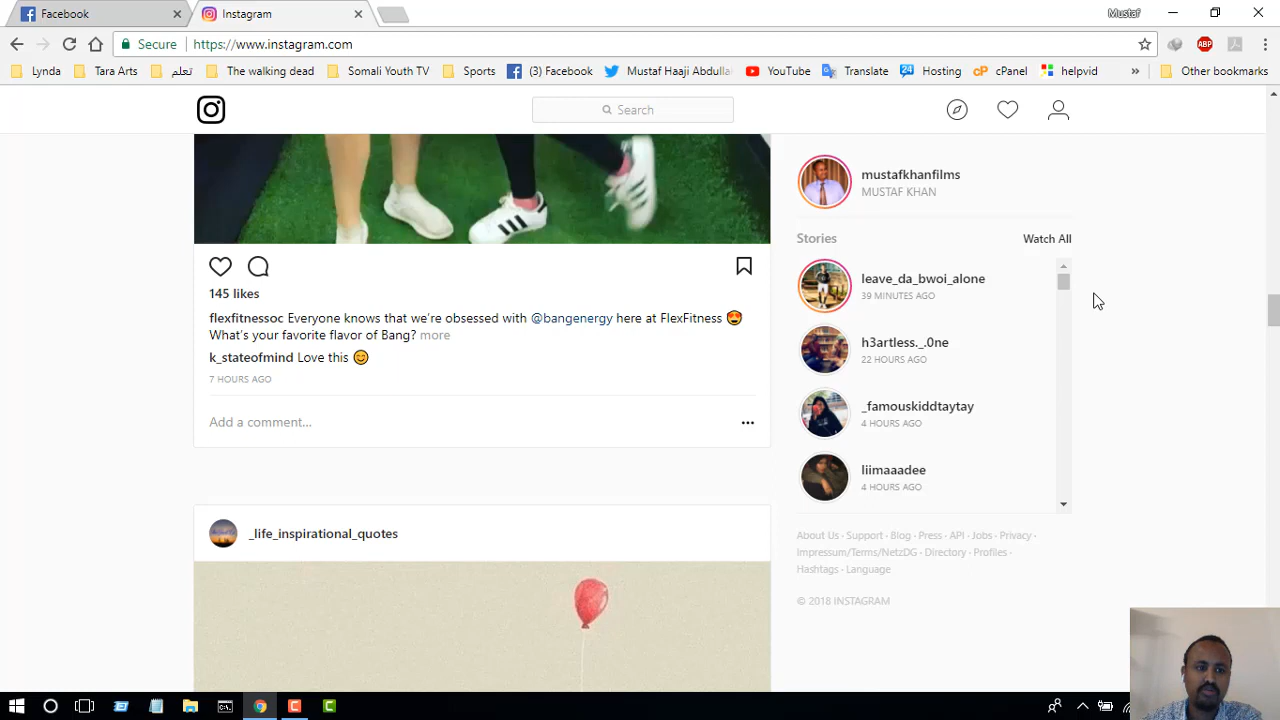 Facebook
Instagram
Mustaf
Secure
https://www.instagram.com
ABP
Lynda
Tara Arts
تعلم
The walking dead
Somali Youth TV
Sports
(3) Facebook
Mustaf Haaji Abdullah
YouTube
Translate
24
Hosting
cP
cPanel
helpvid
»
Other bookmarks
Search
mustafkhanfilms
MUSTAF KHAN
Stories
Watch All
leave_da_bwoi_alone
39 MINUTES AGO
h3artless._.0ne
22 HOURS AGO
_famouskiddtaytay
4 HOURS AGO
liimaaadee
4 HOURS AGO
145 likes
flexfitnessoc Everyone knows that we're obsessed with @bangenergy here at FlexFitness 😍
What's your favorite flavor of Bang? more
k_stateofmind Love this 😊
7 HOURS AGO
Add a comment...
_life_inspirational_quotes
About Us · Support · Blog · Press · API · Jobs · Privacy ·
Impressum/Terms/NetzDG · Directory · Profiles ·
Hashtags · Language
© 2018 INSTAGRAM